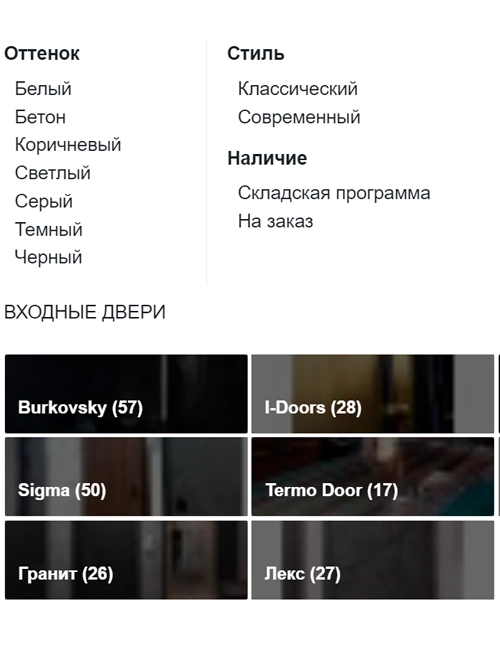 Оттенок
Белый
Бетон
Коричневый
Светлый
Серый
Темный
Черный
Стиль
Классический
Современный
Наличие
Складская программа
На заказ
ВХОДНЫЕ ДВЕРИ
Burkovsky (57)
I-Doors (28)
Sigma (50)
Termo Door (17)
Гранит (26)
Лекс (27)